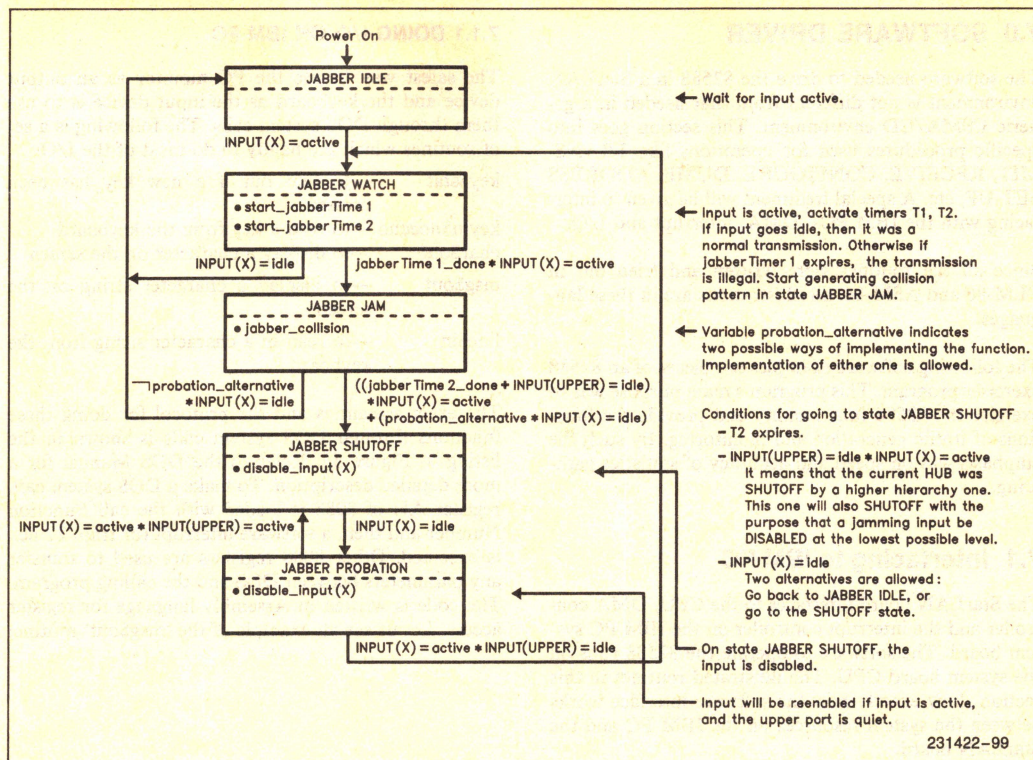 Power On
JABBER IDLE
INPUT(X) = active
JABBER WATCH
• start_jabber Time 1
• start_jabber Time 2
INPUT(X) = idle
jabber Time 1_done * INPUT(X) = active
JABBER JAM
• jabber_collision
¬probation_alternative
* INPUT(X) = idle
((jabber Time 2_done + INPUT(UPPER) = idle)
* INPUT(X) = active
+ (probation_alternative * INPUT(X) = idle)
JABBER SHUTOFF
• disable_input(X)
INPUT(X) = active * INPUT(UPPER) = active
INPUT(X) = idle
JABBER PROBATION
• disable_input(X)
INPUT(X) = active * INPUT(UPPER) = idle
Wait for input active.
Input is active, activate timers T1, T2.
If input goes idle, then it was a
normal transmission. Otherwise if
jabber Timer 1 expires, the transmission
is illegal. Start generating collision
pattern in state JABBER JAM.
Variable probation_alternative indicates
two possible ways of implementing the function.
Implementation of either one is allowed.
Conditions for going to state JABBER SHUTOFF
– T2 expires.
– INPUT(UPPER) = idle * INPUT(X) = active
It means that the current HUB was
SHUTOFF by a higher hierarchy one.
This one will also SHUTOFF with the
purpose that a jamming input be
DISABLED at the lowest possible level.
– INPUT(X) = idle
Two alternatives are allowed:
Go back to JABBER IDLE, or
go to the SHUTOFF state.
On state JABBER SHUTOFF, the
input is disabled.
Input will be reenabled if input is active,
and the upper port is quiet.
231422–99